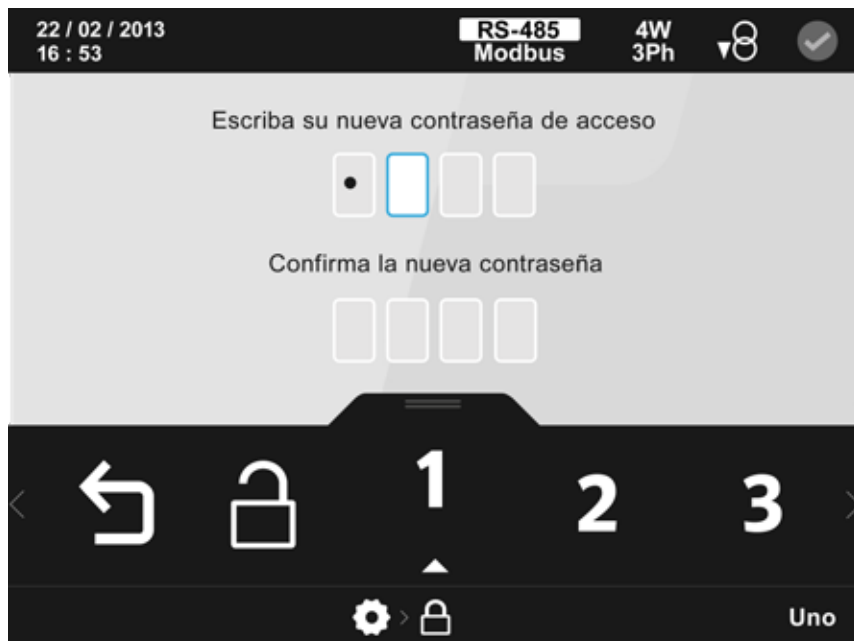 22 / 02 / 2013
16 : 53
RS-485
Modbus
4W
3Ph
Escriba su nueva contraseña de acceso
Confirma la nueva contraseña
1
2
3
Uno